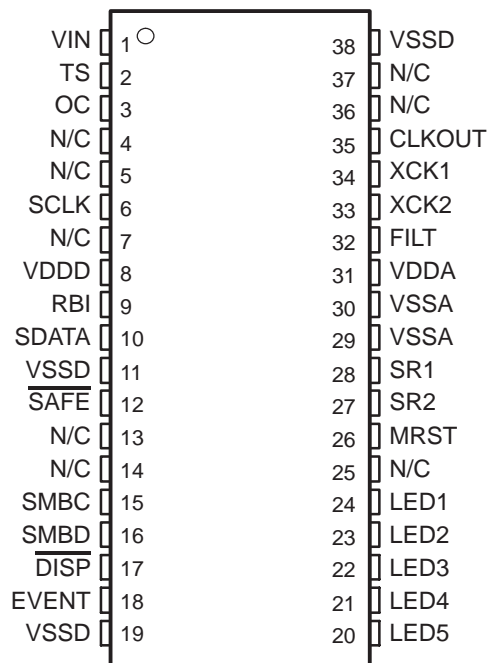 VIN 1 38 VSSD
TS 2 37 N/C
OC 3 36 N/C
N/C 4 35 CLKOUT
N/C 5 34 XCK1
SCLK 6 33 XCK2
N/C 7 32 FILT
VDDD 8 31 VDDA
RBI 9 30 VSSA
SDATA 10 29 VSSA
VSSD 11 28 SR1
SAFE 12 27 SR2
N/C 13 26 MRST
N/C 14 25 N/C
SMBC 15 24 LED1
SMBD 16 23 LED2
DISP 17 22 LED3
EVENT 18 21 LED4
VSSD 19 20 LED5